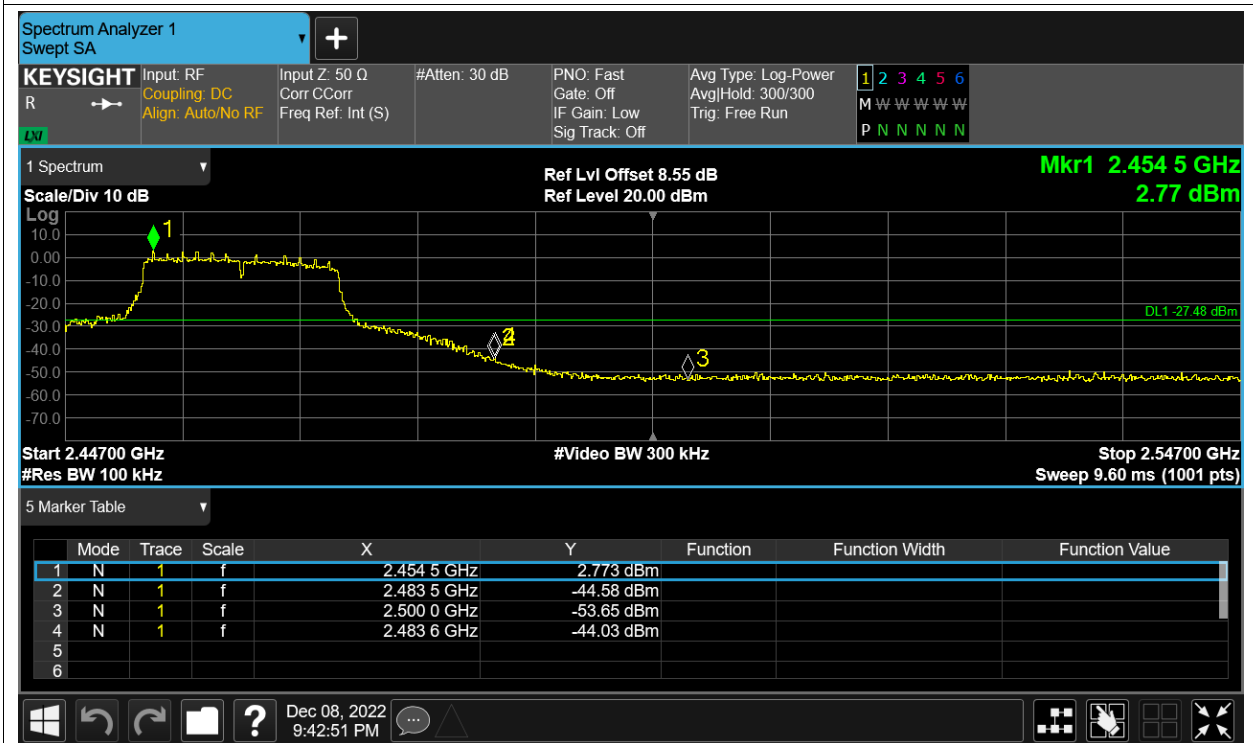 Spectrum Analyzer 1
Swept SA
+
KEYSIGHT Input: RF Input Z: 50 Ω #Atten: 30 dB PNO: Fast Avg Type: Log-Power 1 2 3 4 5 6
R Coupling: DC Corr CCorr Gate: Off Avg|Hold: 300/300 M W W W W W
Align: Auto/No RF Freq Ref: Int (S) IF Gain: Low Trig: Free Run
LXI Sig Track: Off P N N N N N
1 Spectrum Ref Lvl Offset 8.55 dB Mkr1 2.454 5 GHz
Scale/Div 10 dB Ref Level 20.00 dBm 2.77 dBm
Log
10.0 1
0.00
-10.0
-20.0
DL1 -27.48 dBm
-30.0
-40.0 3
-50.0
-60.0
-70.0
Start 2.44700 GHz #Video BW 300 kHz Stop 2.54700 GHz
#Res BW 100 kHz Sweep 9.60 ms (1001 pts)
5 Marker Table
Mode Trace Scale X Y Function Function Width Function Value
1 N 1 f 2.454 5 GHz 2.773 dBm
2 N 1 f 2.483 5 GHz -44.58 dBm
3 N 1 f 2.500 0 GHz -53.65 dBm
4 N 1 f 2.483 6 GHz -44.03 dBm
5
6
? Dec 08, 2022
9:42:51 PM